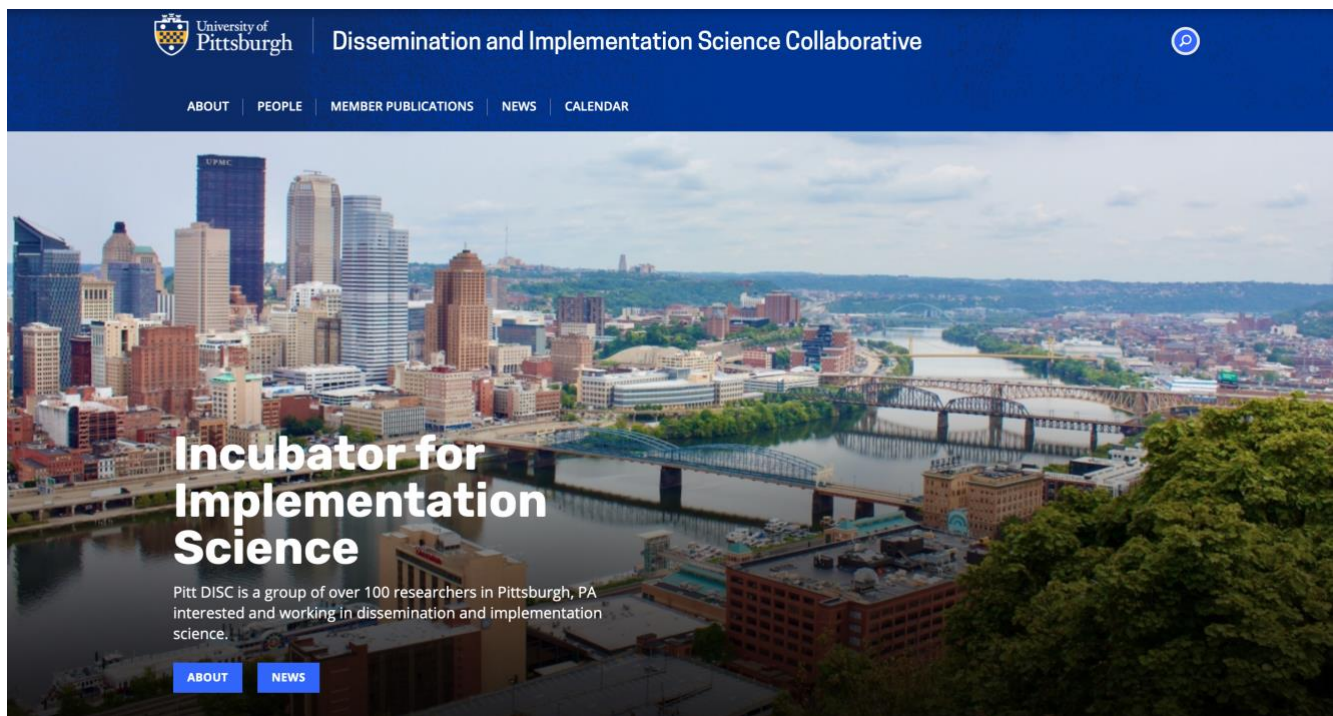 University of
Pittsburgh
Dissemination and Implementation Science Collaborative
ABOUT
PEOPLE
MEMBER PUBLICATIONS
NEWS
CALENDAR
UPMC
Incubator for
Implementation
Science
Pitt DISC is a group of over 100 researchers in Pittsburgh, PA
interested and working in dissemination and implementation
science.
ABOUT
NEWS